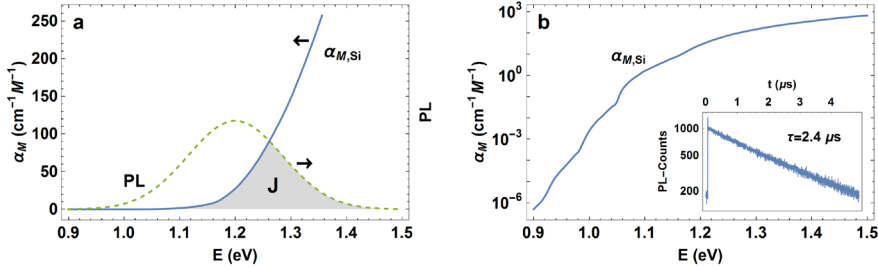 a
250
200
150
100
50
0
α_M (cm⁻¹M⁻¹)
←
α_M,Si
PL
→
J
PL
0.9 1.0 1.1 1.2 1.3 1.4 1.5
E (eV)
b
10³
10⁰
10⁻³
10⁻⁶
α_M (cm⁻¹M⁻¹)
α_M,Si
t (μs)
0 1 2 3 4
1000
500
200
PL-Counts
τ=2.4 μs
0.9 1.0 1.1 1.2 1.3 1.4 1.5
E (eV)